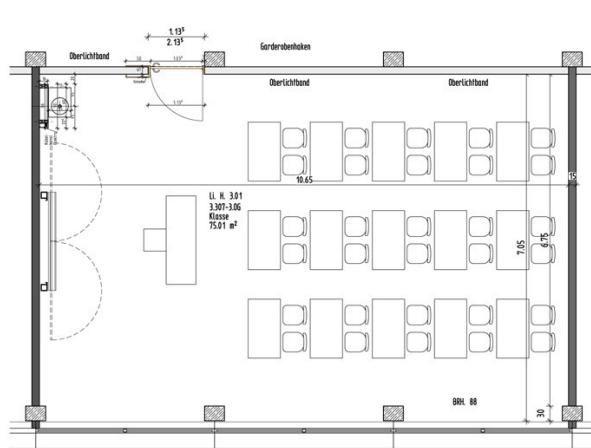 1.13⁵
2.13⁵
Oberlichtband
Garderobenhaken
Oberlichtband
Oberlichtband
1.13⁵
10.65
15
Li. H. 3.01
3.307-3.06
Klasse
75.01 m²
7.05
6.75
BRH. 88
30